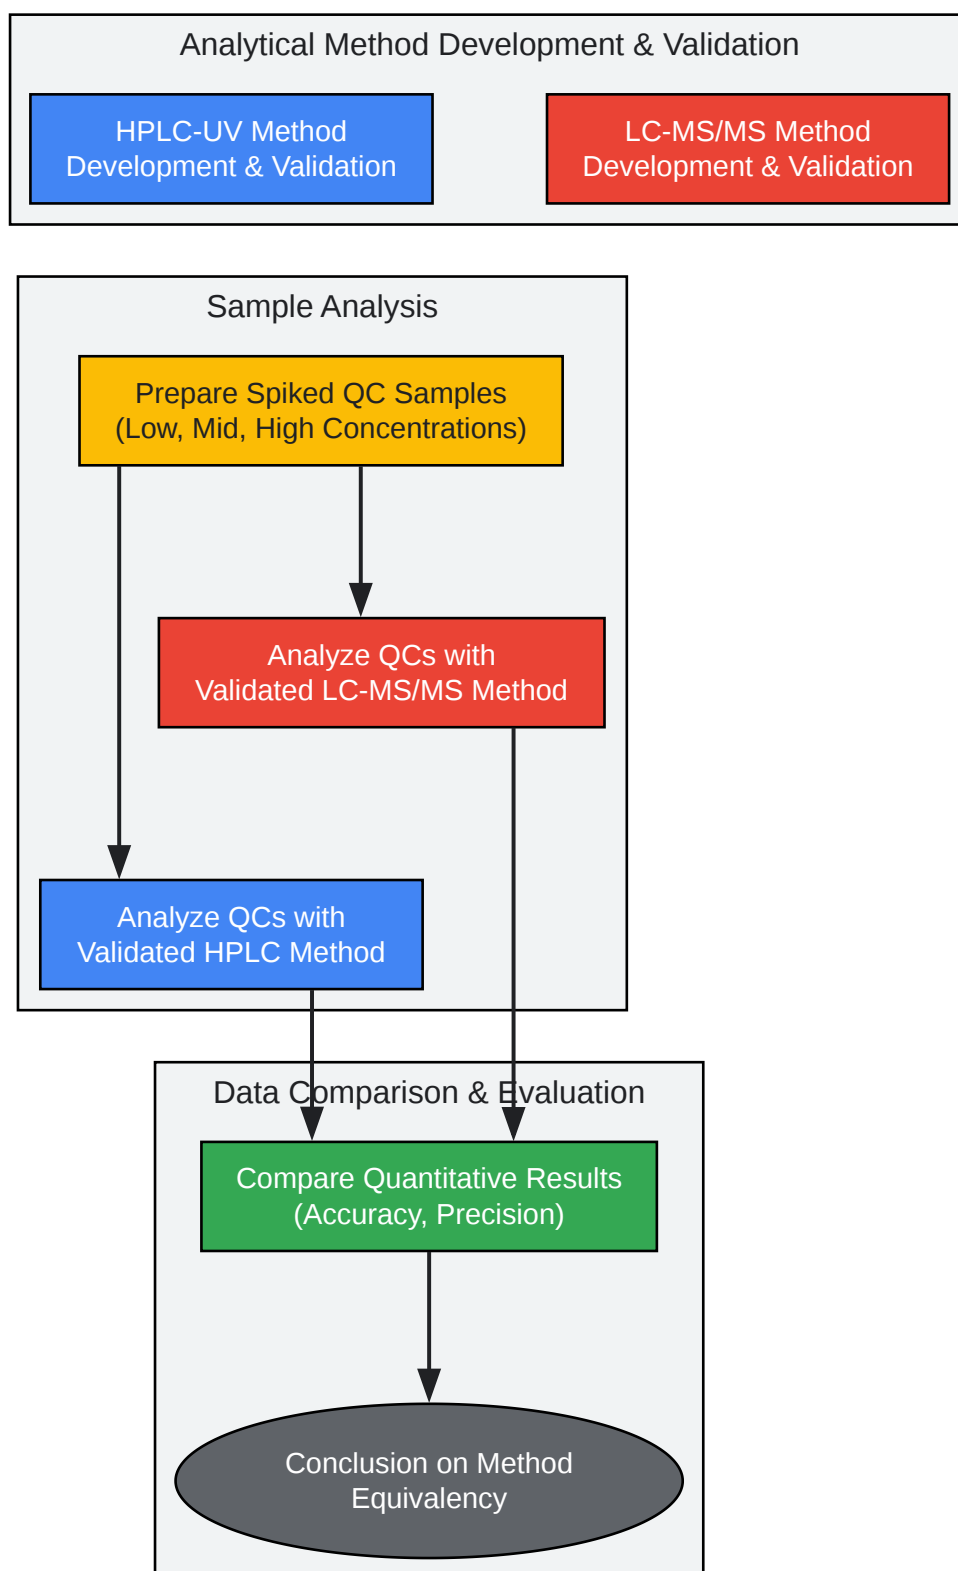 Analytical Method Development & Validation
HPLC-UV Method
Development & Validation
LC-MS/MS Method
Development & Validation
Sample Analysis
Prepare Spiked QC Samples
(Low, Mid, High Concentrations)
Analyze QCs with
Validated LC-MS/MS Method
Analyze QCs with
Validated HPLC Method
Data Comparison & Evaluation
Compare Quantitative Results
(Accuracy, Precision)
Conclusion on Method
Equivalency